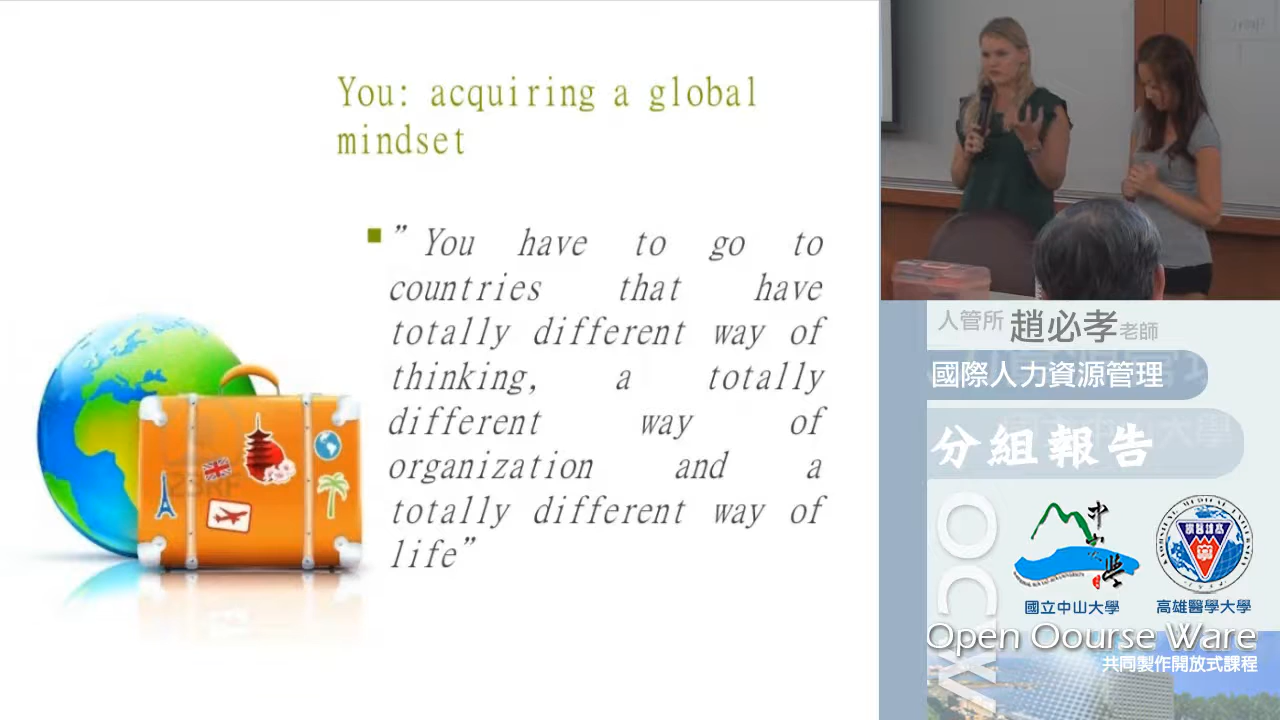 You: acquiring a global
mindset
” You have to go to
countries that have
totally different way of
thinking, a totally
different way of
organization and a
totally different way of
life”
人管所 趙必孝老師
國際人力資源管理
分組報告
OCW
國立中山大學
高雄醫學大學
Open Oourse Ware
共同製作開放式課程